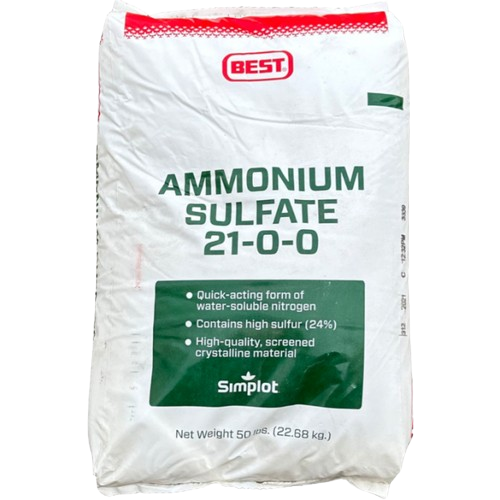 BEST
AMMONIUM
SULFATE
21-0-0
• Quick-acting form of
water-soluble nitrogen
• Contains high sulfur (24%)
• High-quality, screened
crystalline material
Simplot
Net Weight 50 lbs. (22.68 kg.)